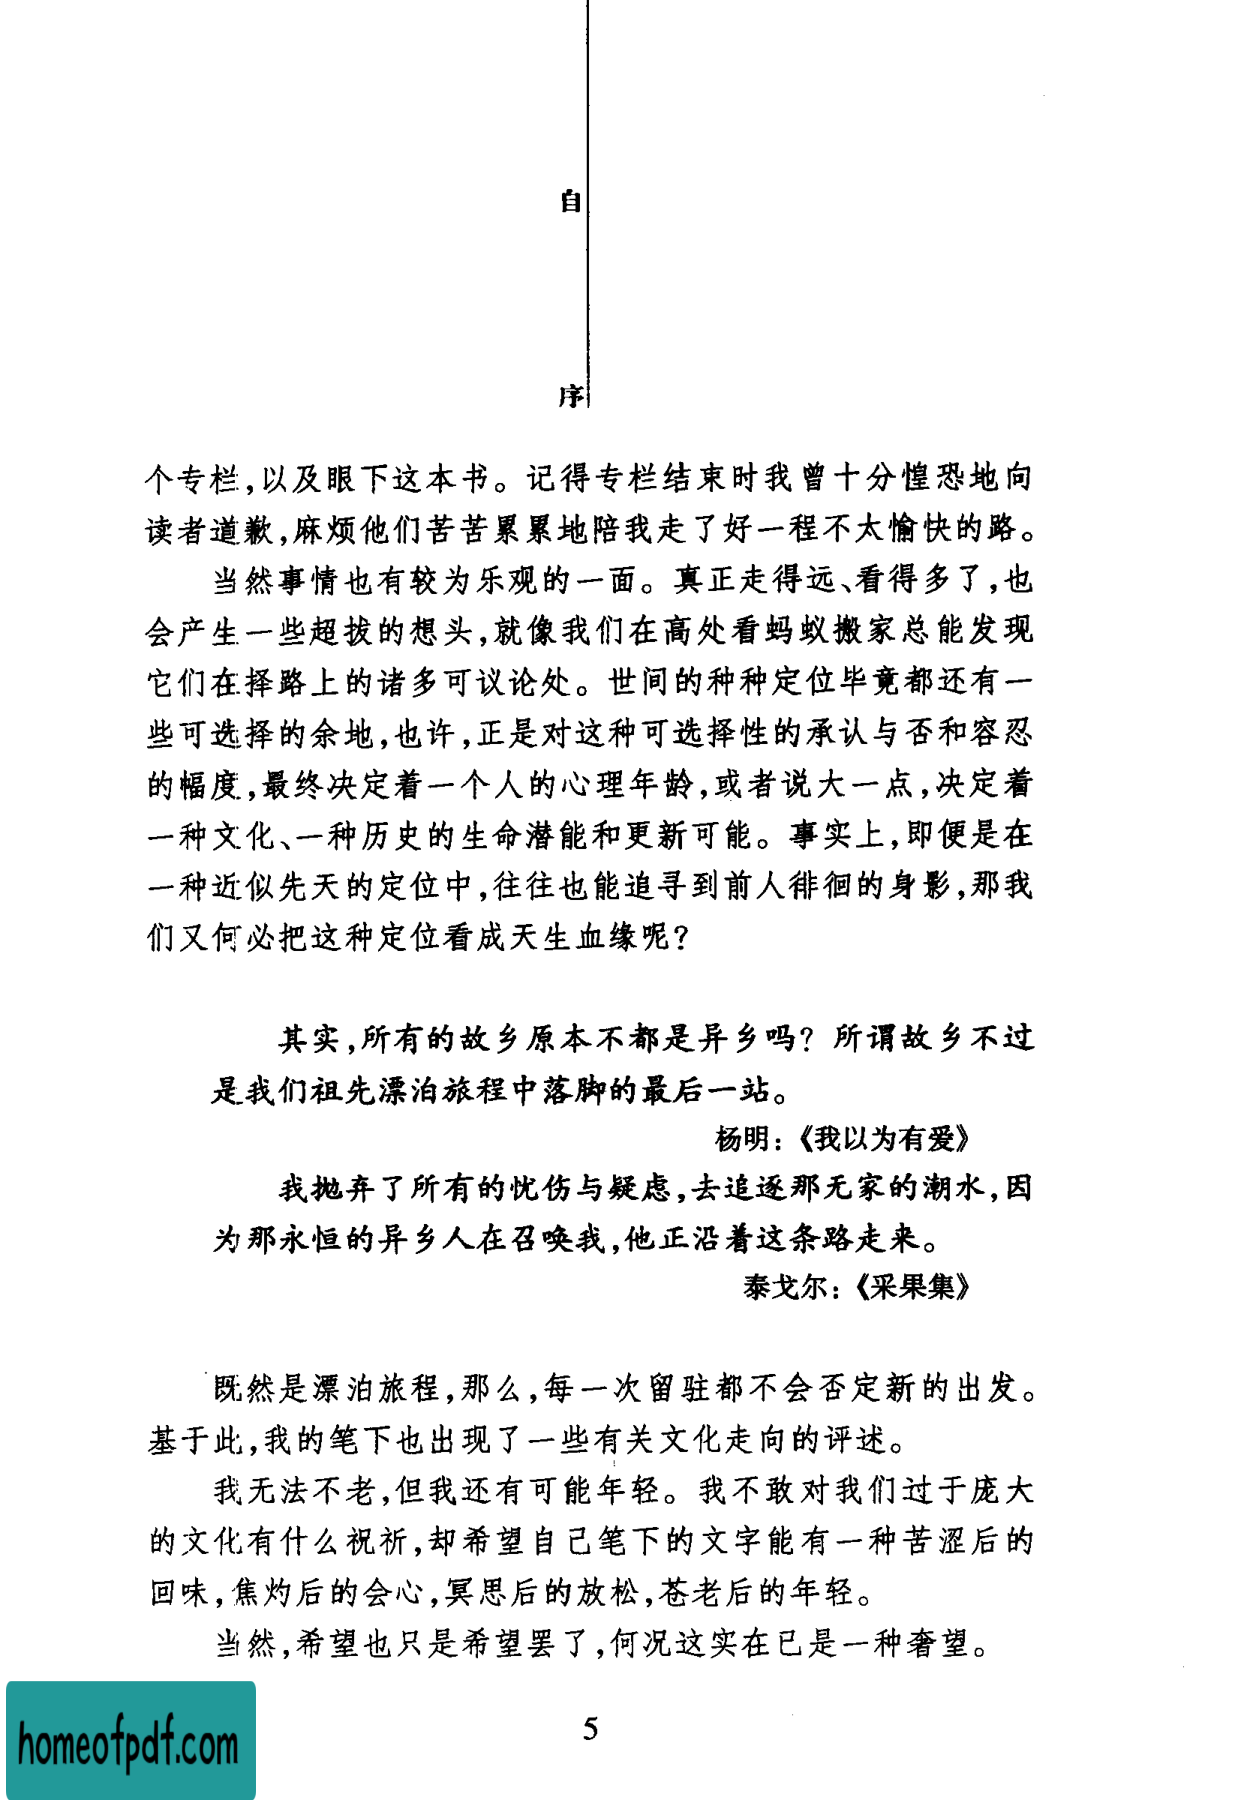 自
序
个专栏,以及眼下这本书。记得专栏结束时我曾十分惶恐地向
读者道歉,麻烦他们苦苦累累地陪我走了好一程不太愉快的路。
当然事情也有较为乐观的一面。真正走得远、看得多了,也
会产生一些超拔的想头,就像我们在高处看蚂蚁搬家总能发现
它们在择路上的诸多可议论处。世间的种种定位毕竟都还有一
些可选择的余地,也许,正是对这种可选择性的承认与否和容忍
的幅度,最终决定着一个人的心理年龄,或者说大一点,决定着
一种文化、一种历史的生命潜能和更新可能。事实上,即便是在
一种近似先天的定位中,往往也能追寻到前人徘徊的身影,那我
们又何必把这种定位看成天生血缘呢?
其实,所有的故乡原本不都是异乡吗?所谓故乡不过
是我们祖先漂泊旅程中落脚的最后一站。
杨明:《我以为有爱》
我抛弃了所有的忧伤与疑虑,去追逐那无家的潮水,因
为那永恒的异乡人在召唤我,他正沿着这条路走来。
泰戈尔:《采果集》
既然是漂泊旅程,那么,每一次留驻都不会否定新的出发。
基于此,我的笔下也出现了一些有关文化走向的评述。
我无法不老,但我还有可能年轻。我不敢对我们过于庞大
的文化有什么祝祈,却希望自己笔下的文字能有一种苦涩后的
回味,焦灼后的会心,冥思后的放松,苍老后的年轻。
当然,希望也只是希望罢了,何况这实在已是一种奢望。
5
homeofpdf.com